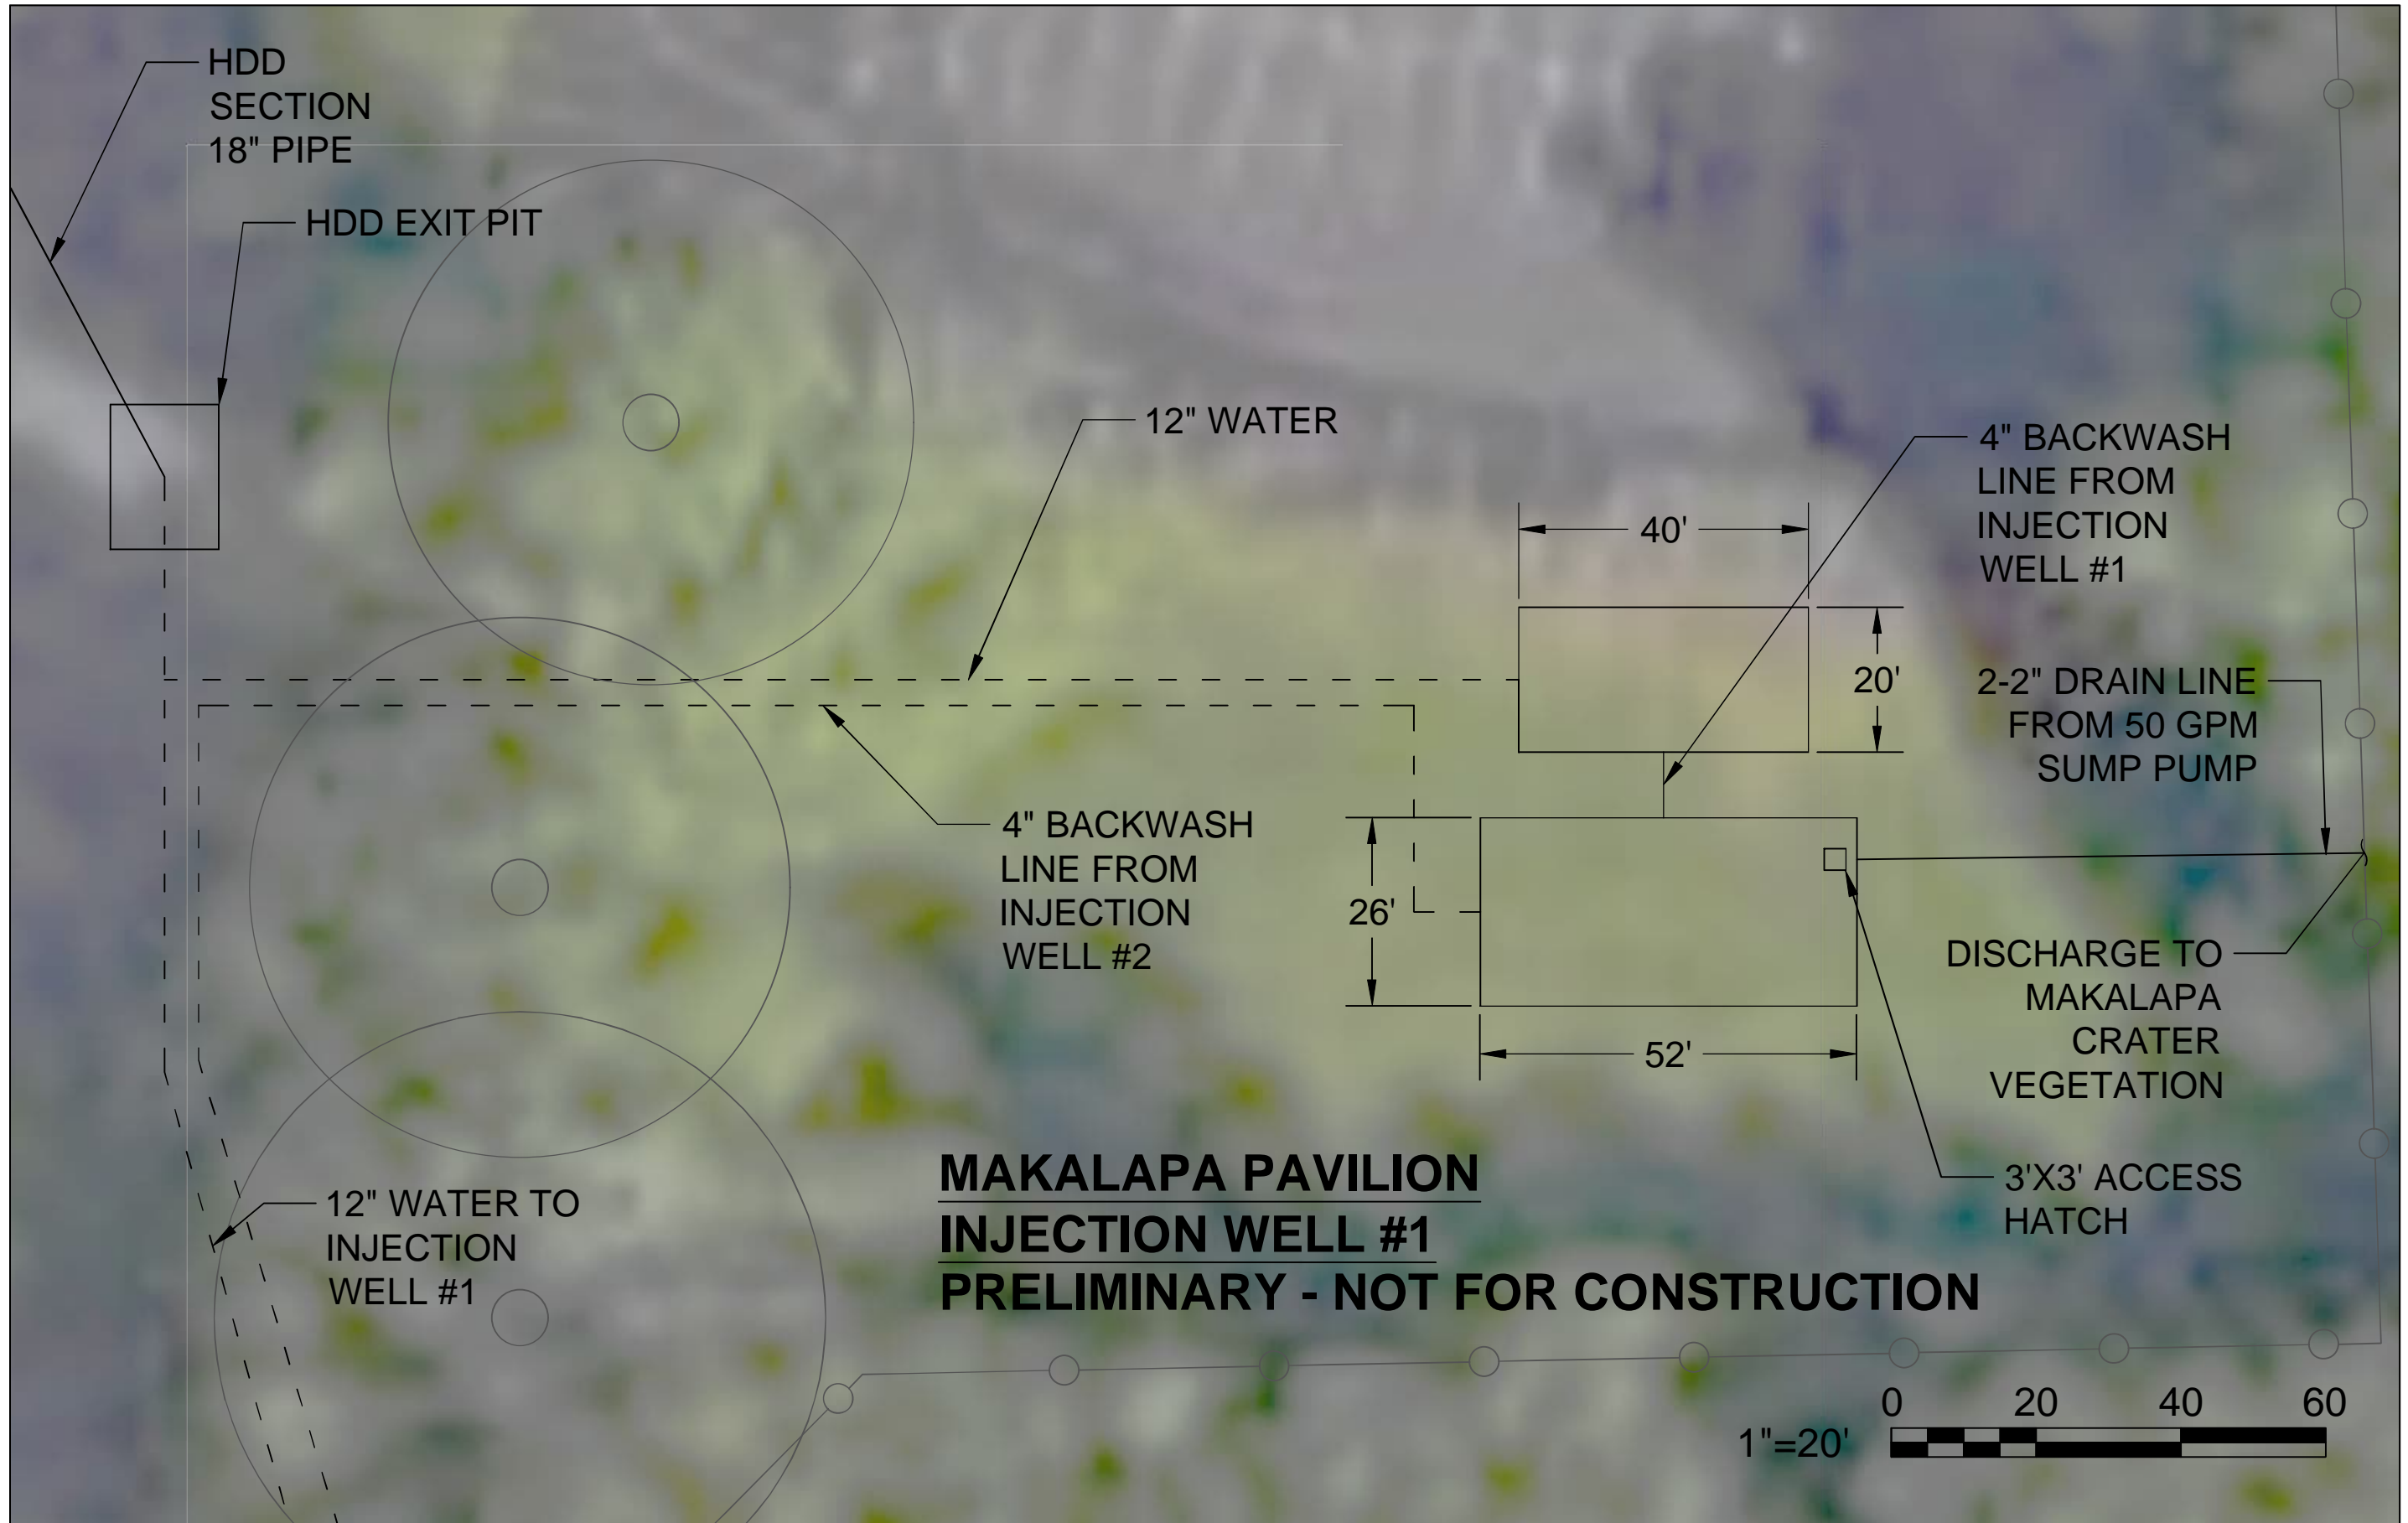 HDD
SECTION
18" PIPE
HDD EXIT PIT
12" WATER
4" BACKWASH
LINE FROM
INJECTION
WELL #1
40'
20'
2-2" DRAIN LINE
FROM 50 GPM
SUMP PUMP
4" BACKWASH
LINE FROM
INJECTION
WELL #2
26'
52'
DISCHARGE TO
MAKALAPA
CRATER
VEGETATION
3'X3' ACCESS
HATCH
12" WATER TO
INJECTION
WELL #1
MAKALAPA PAVILION
INJECTION WELL #1
PRELIMINARY - NOT FOR CONSTRUCTION
0 20 40 60
1"=20'